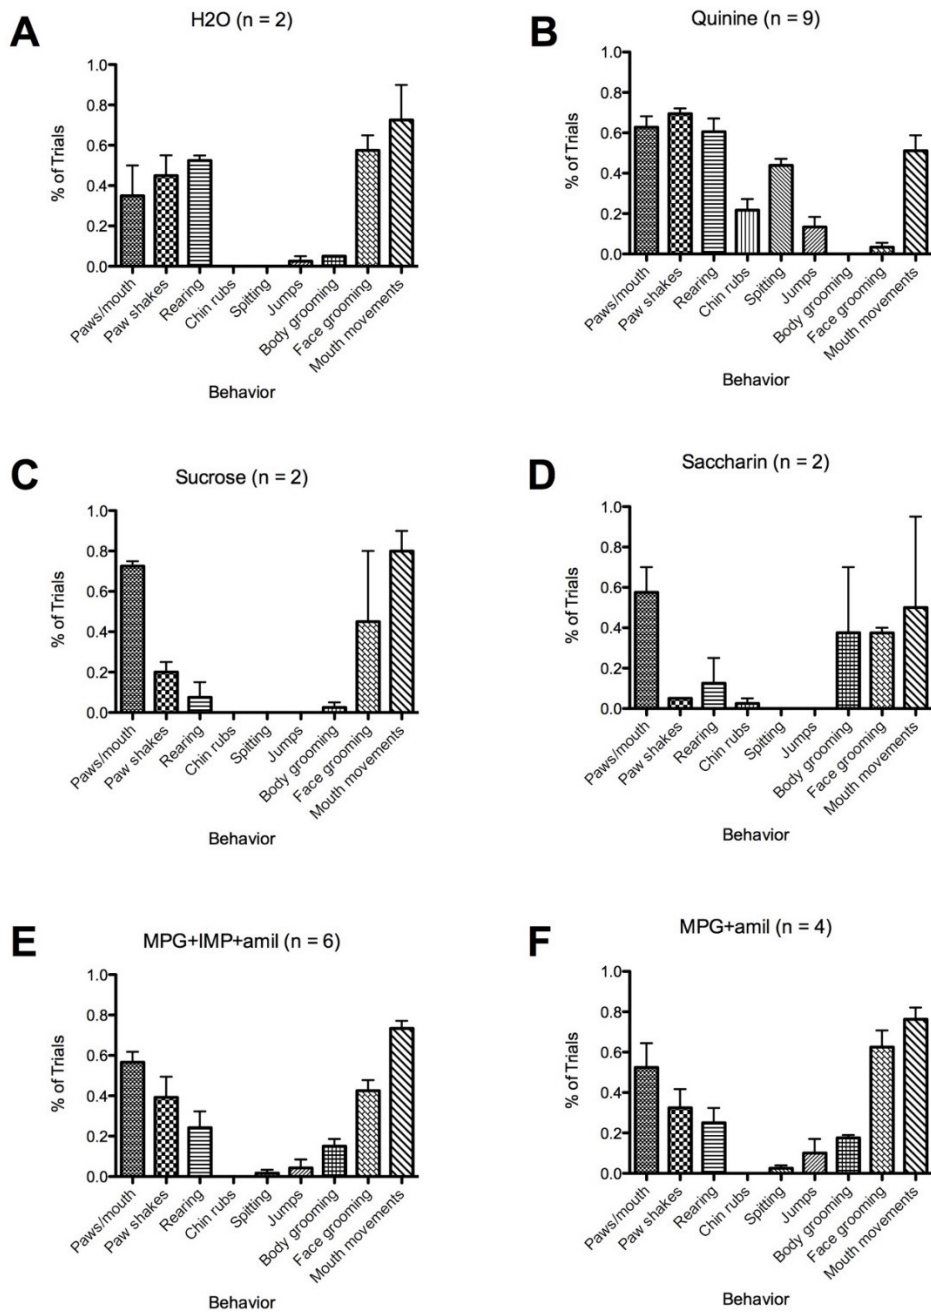 A
H2O (n = 2)
% of Trials
1.0
0.8
0.6
0.4
0.2
0.0
Paws/mouth
Paw shakes
Rearing
Chin rubs
Spitting
Jumps
Body grooming
Face grooming
Mouth movements
Behavior
B
Quinine (n = 9)
% of Trials
1.0
0.8
0.6
0.4
0.2
0.0
Paws/mouth
Paw shakes
Rearing
Chin rubs
Spitting
Jumps
Body grooming
Face grooming
Mouth movements
Behavior
C
Sucrose (n = 2)
% of Trials
1.0
0.8
0.6
0.4
0.2
0.0
Paws/mouth
Paw shakes
Rearing
Chin rubs
Spitting
Jumps
Body grooming
Face grooming
Mouth movements
Behavior
D
Saccharin (n = 2)
% of Trials
1.0
0.8
0.6
0.4
0.2
0.0
Paws/mouth
Paw shakes
Rearing
Chin rubs
Spitting
Jumps
Body grooming
Face grooming
Mouth movements
Behavior
E
MPG+IMP+amil (n = 6)
% of Trials
1.0
0.8
0.6
0.4
0.2
0.0
Paws/mouth
Paw shakes
Rearing
Chin rubs
Spitting
Jumps
Body grooming
Face grooming
Mouth movements
Behavior
F
MPG+amil (n = 4)
% of Trials
1.0
0.8
0.6
0.4
0.2
0.0
Paws/mouth
Paw shakes
Rearing
Chin rubs
Spitting
Jumps
Body grooming
Face grooming
Mouth movements
Behavior